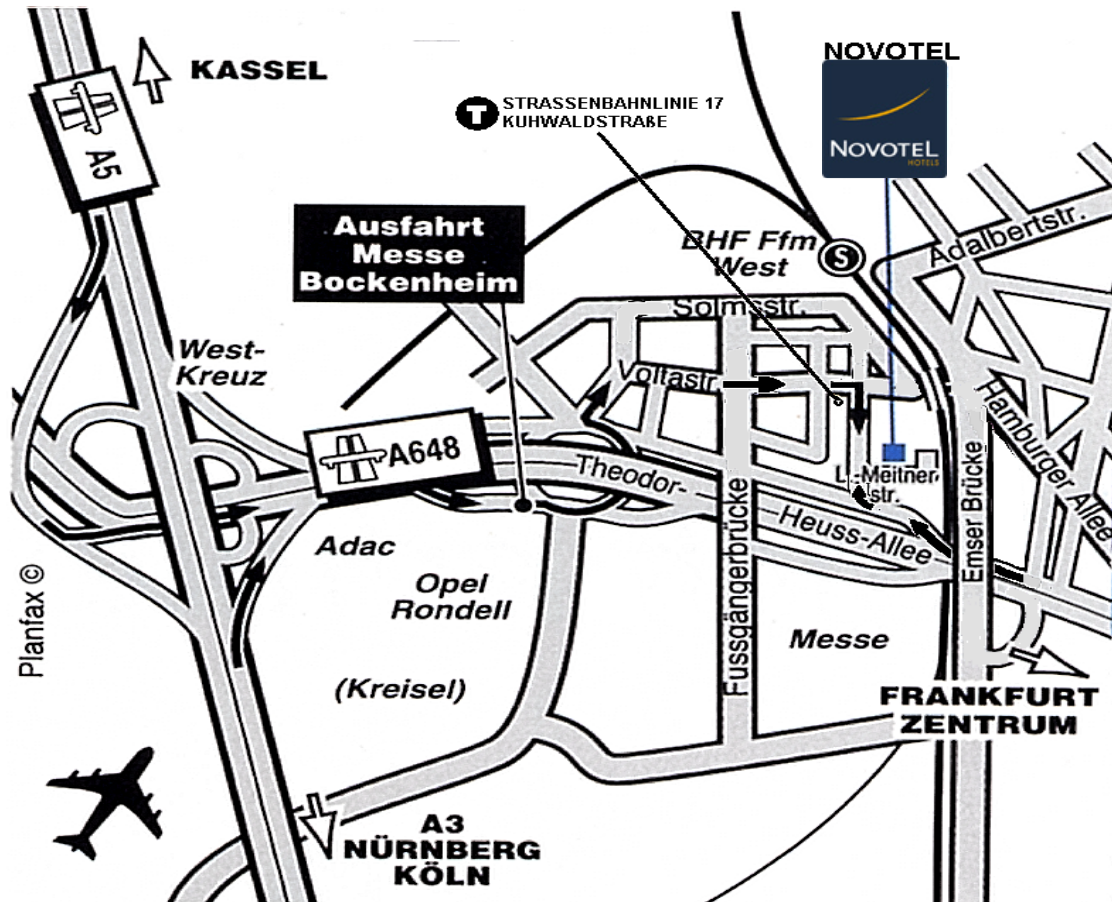 NOVOTEL
KASSEL
T STRASSENBAHNLINIE 17
KUHWALDSTRAßE
NOVOTEL
HOTELS
A5
Ausfahrt
Messe
Bockenheim
BHF Ffm
West
S
Adalbertstr.
Solmsstr.
West-
Kreuz
Voltastr.
Hamburger Allee
A648
Theodor-
Heuss-Allee
L.-Meitner-
str.
Emser Brücke
Fussgängerbrücke
Adac
Opel
Rondell
(Kreisel)
Messe
Planfax ©
FRANKFURT
ZENTRUM
A3
NÜRNBERG
KÖLN